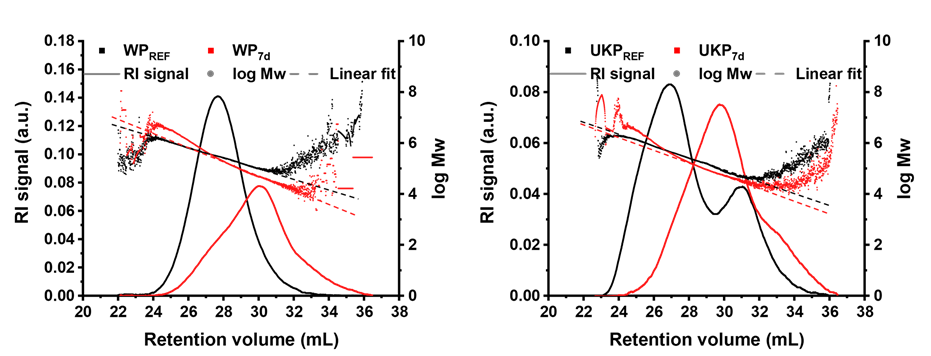 WPREF WP7d
RI signal log Mw Linear fit
0.18
0.16
0.14
0.12
0.10
0.08
0.06
0.04
0.02
0.00
RI signal (a.u.)
10
8
6
4
2
0
log Mw
20 22 24 26 28 30 32 34 36 38
Retention volume (mL)
UKPREF UKP7d
RI signal log Mw Linear fit
0.10
0.08
0.06
0.04
0.02
0.00
RI signal (a.u.)
10
8
6
4
2
0
log Mw
20 22 24 26 28 30 32 34 36 38
Retention volume (mL)